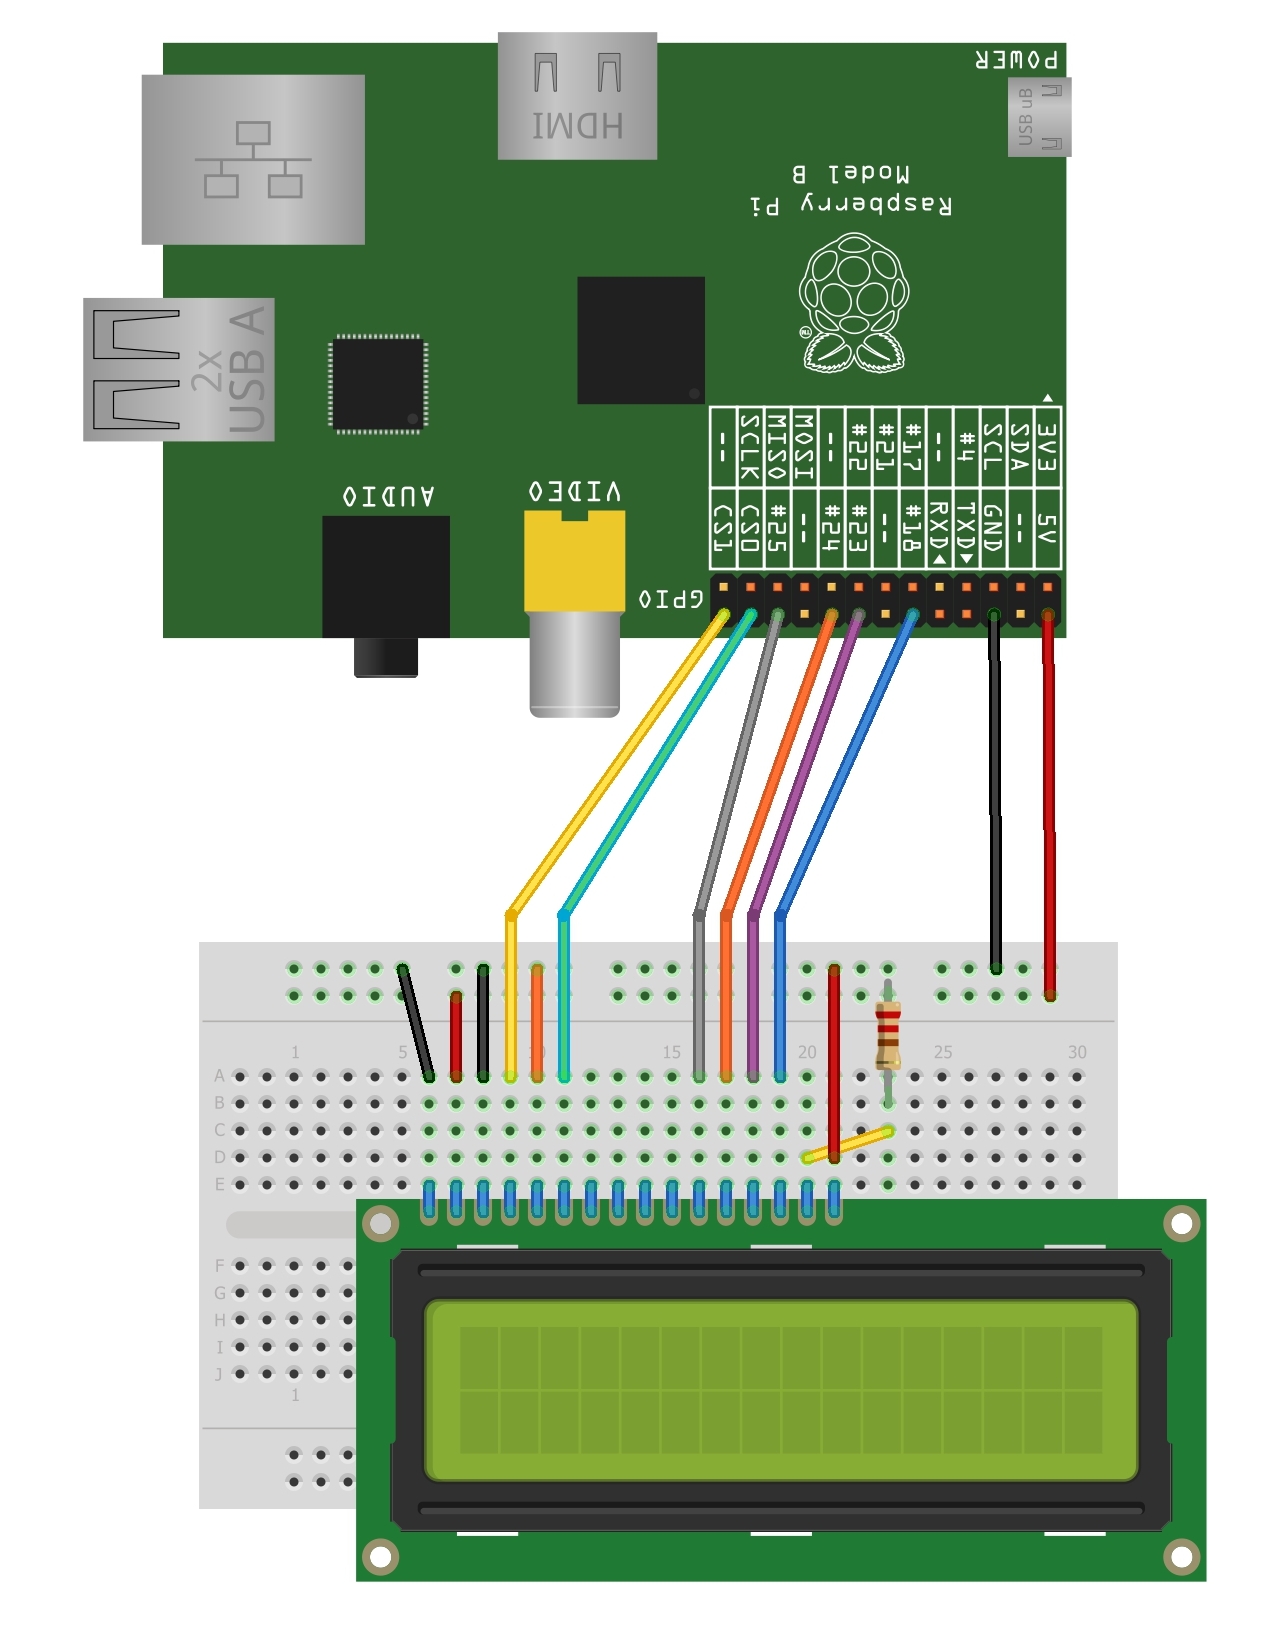 POWER
USB uB
HDMI
Raspberry Pi
Model B
TM
2x
USB A
AUDIO
VIDEO
GPIO
-- SCLK MISO MOSI -- #22 #21 #17 -- #4 SCL SDA 3V3
CS1 CS0 #25 -- #24 #23 -- #18 RXD TXD GND -- 5V
1 5 10 15 20 25 30
A
B
C
D
E
F
G
H
I
J
1